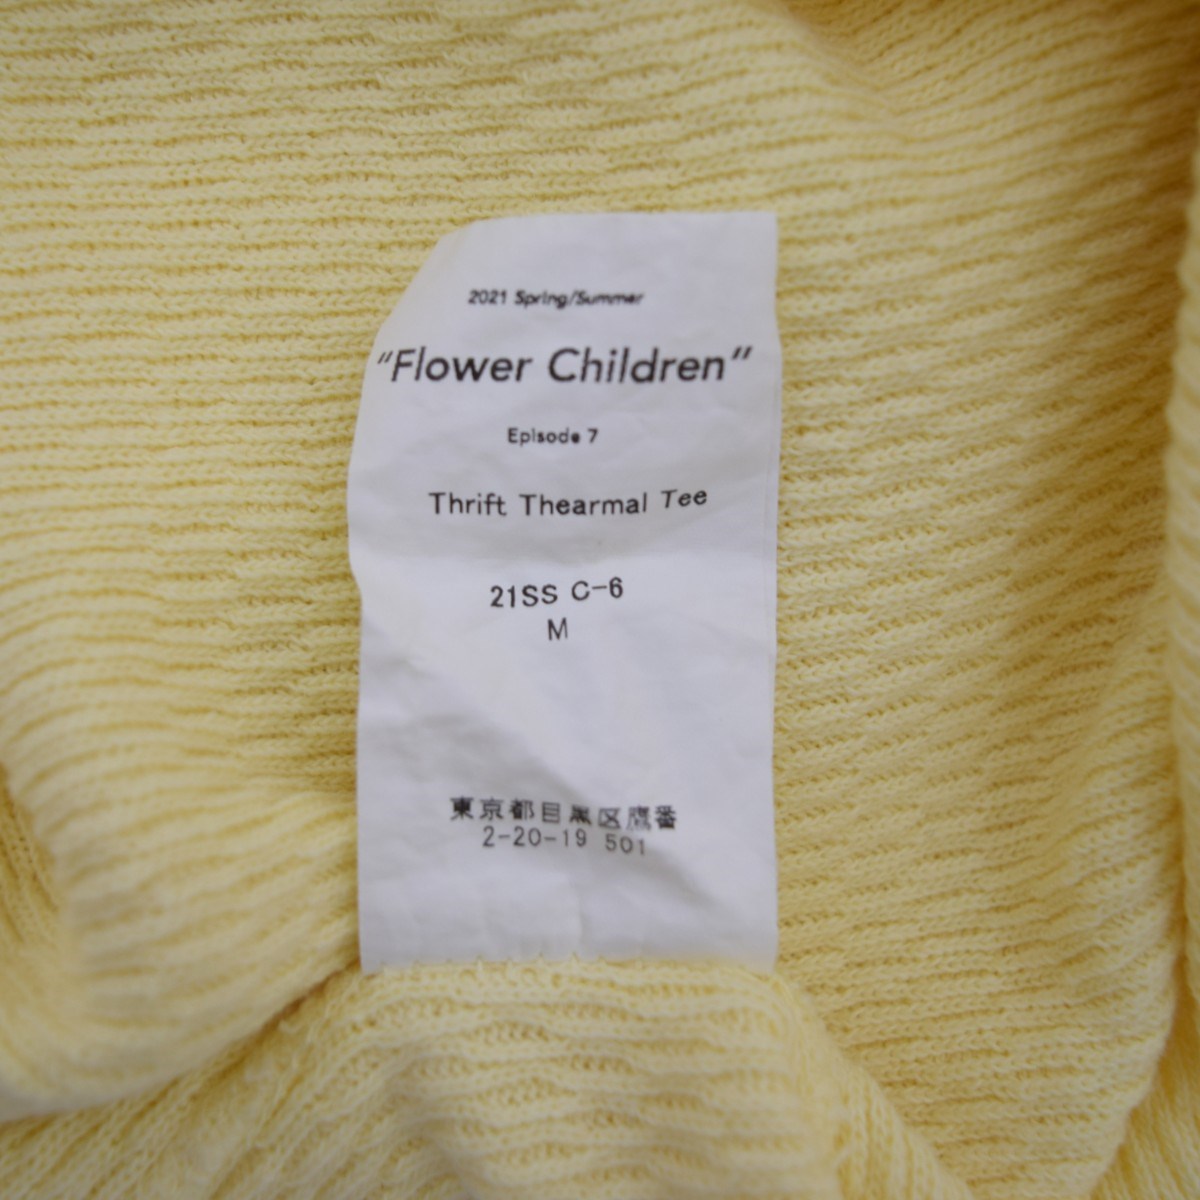 2021 Spring/Summer
"Flower Children"
Episode 7
Thrift Thearmal Tee
21SS C-6
M
東京都目黒区鷹番
2-20-19 501